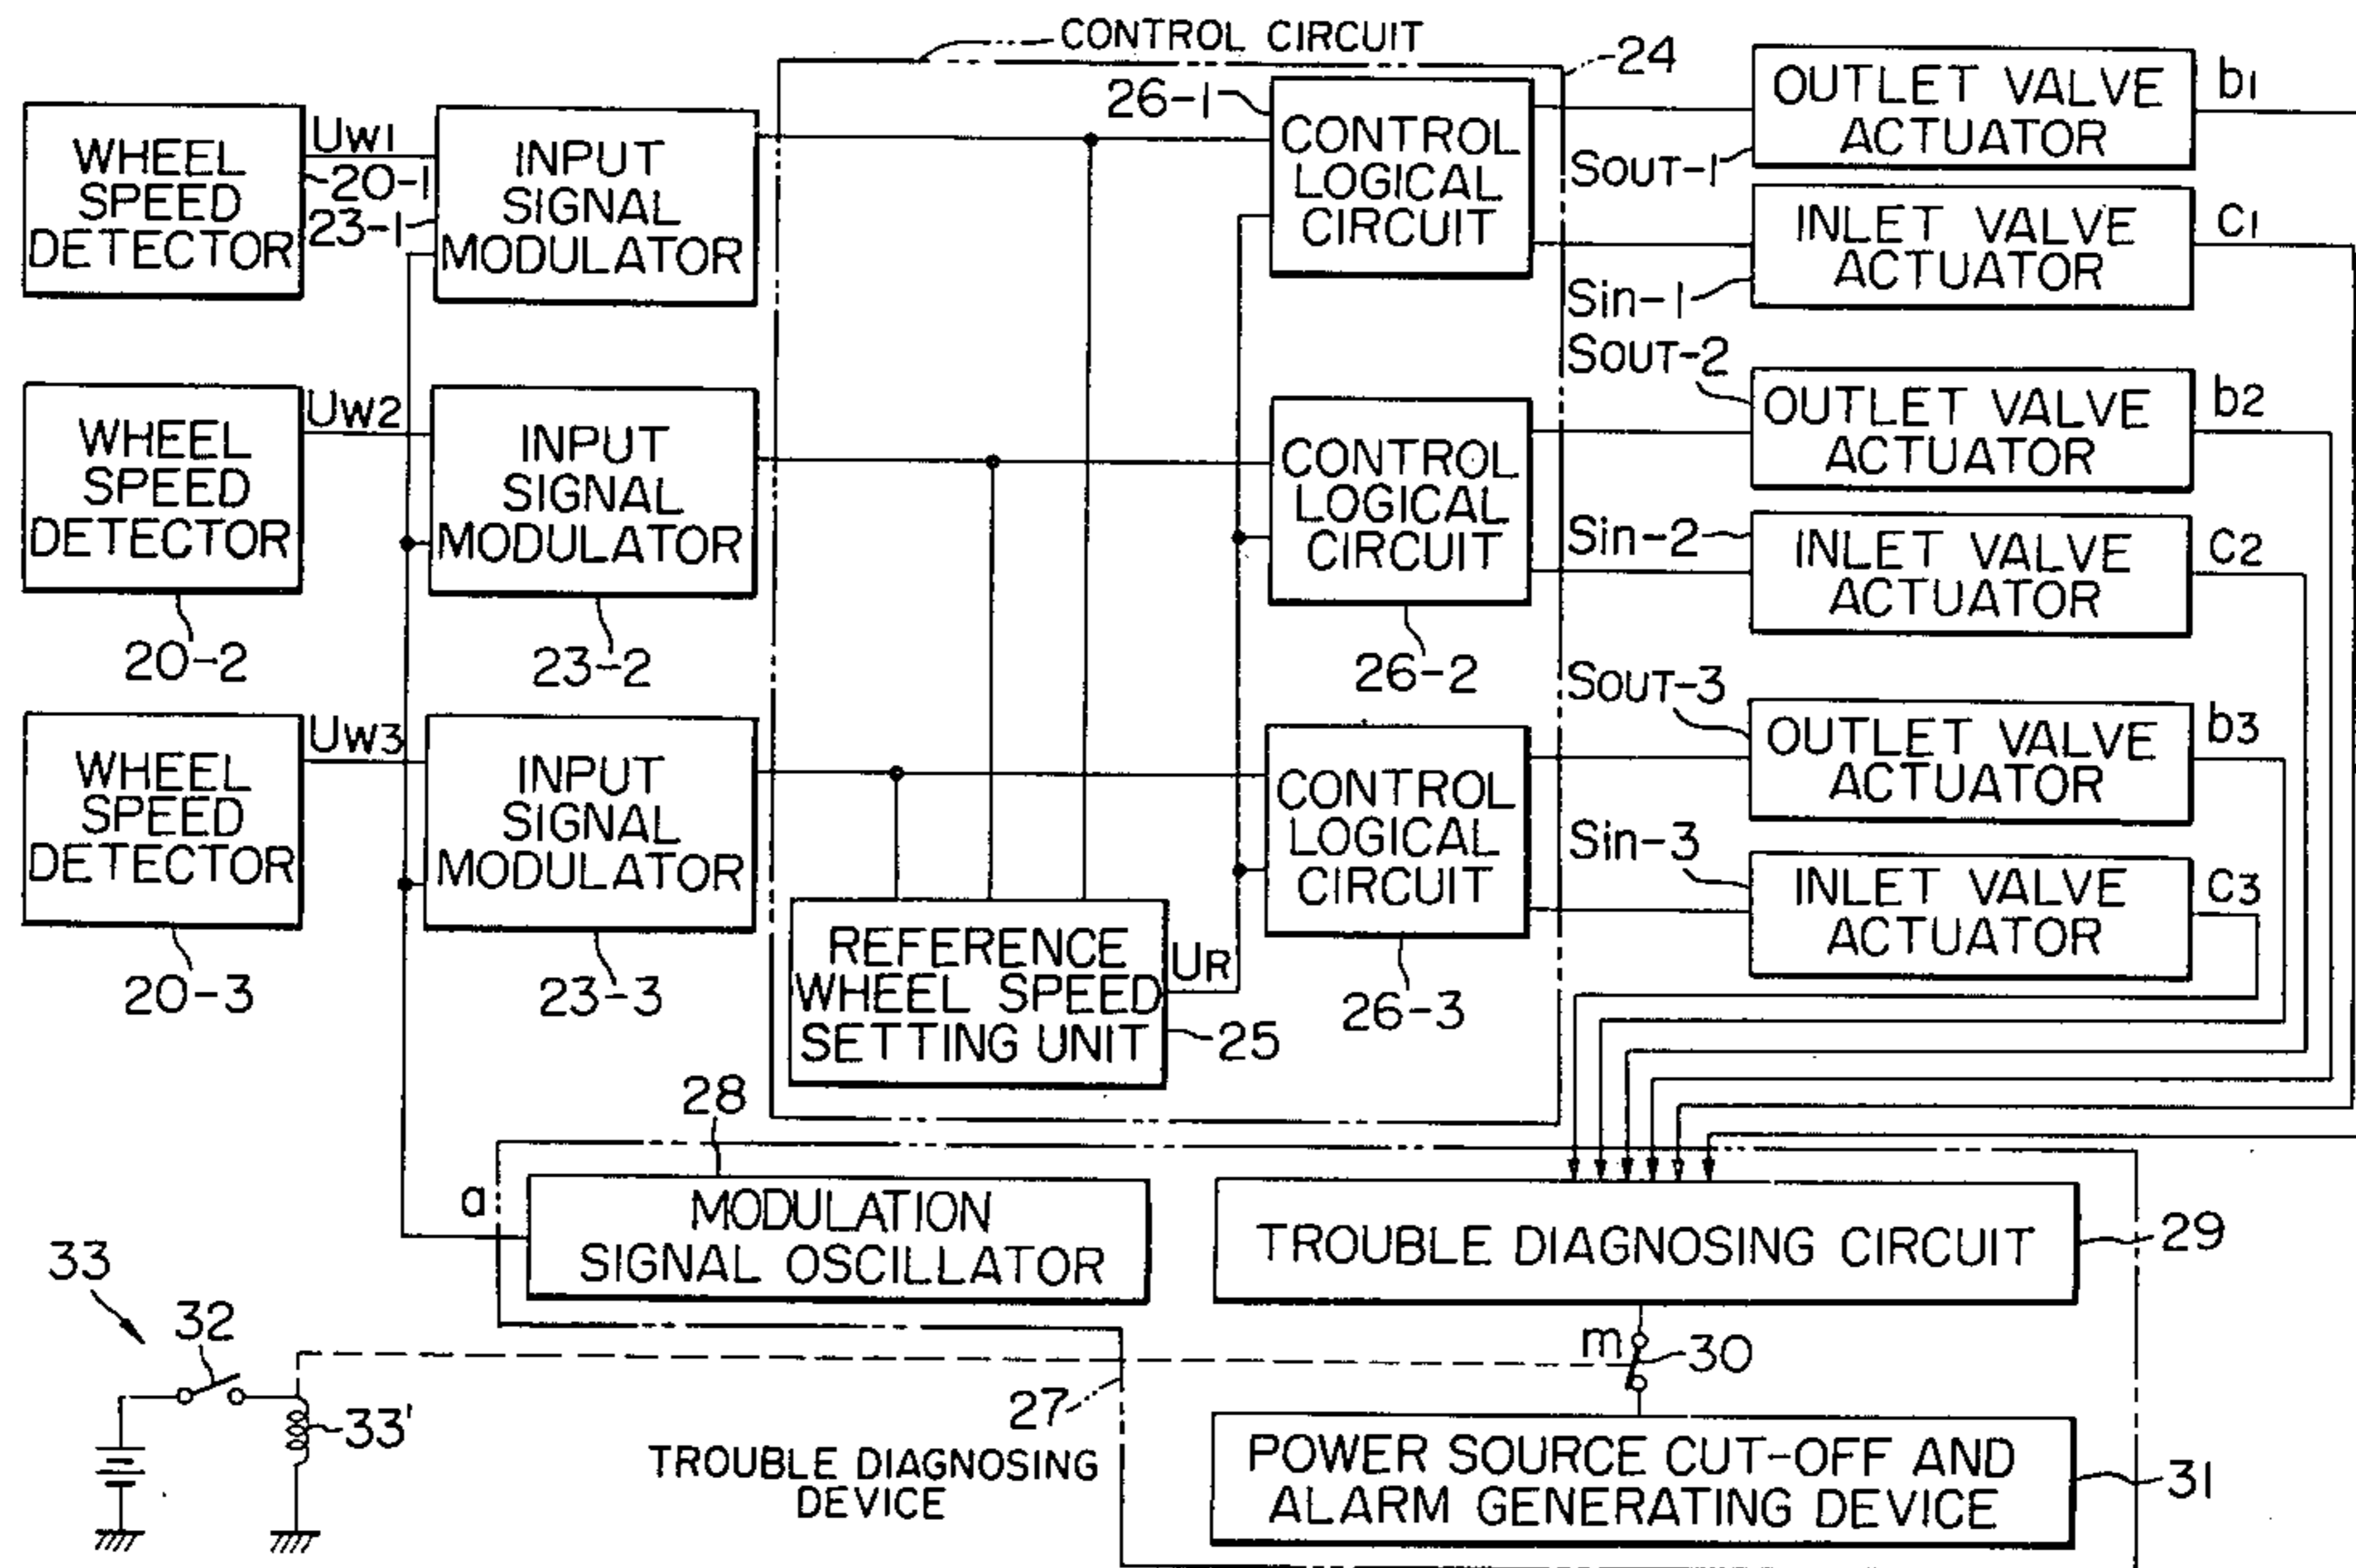 CONTROL CIRCUIT
24
WHEEL
SPEED
DETECTOR
UW1
20-1
23-1
INPUT
SIGNAL
MODULATOR
26-1
CONTROL
LOGICAL
CIRCUIT
SOUT-1
OUTLET VALVE
ACTUATOR
b1
Sin-1
INLET VALVE
ACTUATOR
C1
WHEEL
SPEED
DETECTOR
20-2
UW2
INPUT
SIGNAL
MODULATOR
23-2
CONTROL
LOGICAL
CIRCUIT
26-2
SOUT-2
OUTLET VALVE
ACTUATOR
b2
Sin-2
INLET VALVE
ACTUATOR
C2
WHEEL
SPEED
DETECTOR
20-3
UW3
INPUT
SIGNAL
MODULATOR
23-3
CONTROL
LOGICAL
CIRCUIT
26-3
SOUT-3
OUTLET VALVE
ACTUATOR
b3
Sin-3
INLET VALVE
ACTUATOR
C3
REFERENCE
WHEEL SPEED
SETTING UNIT
UR
25
28
a
MODULATION
SIGNAL OSCILLATOR
TROUBLE DIAGNOSING CIRCUIT
29
33
32
33'
m
30
27
TROUBLE DIAGNOSING
DEVICE
POWER SOURCE CUT-OFF AND
ALARM GENERATING DEVICE
31